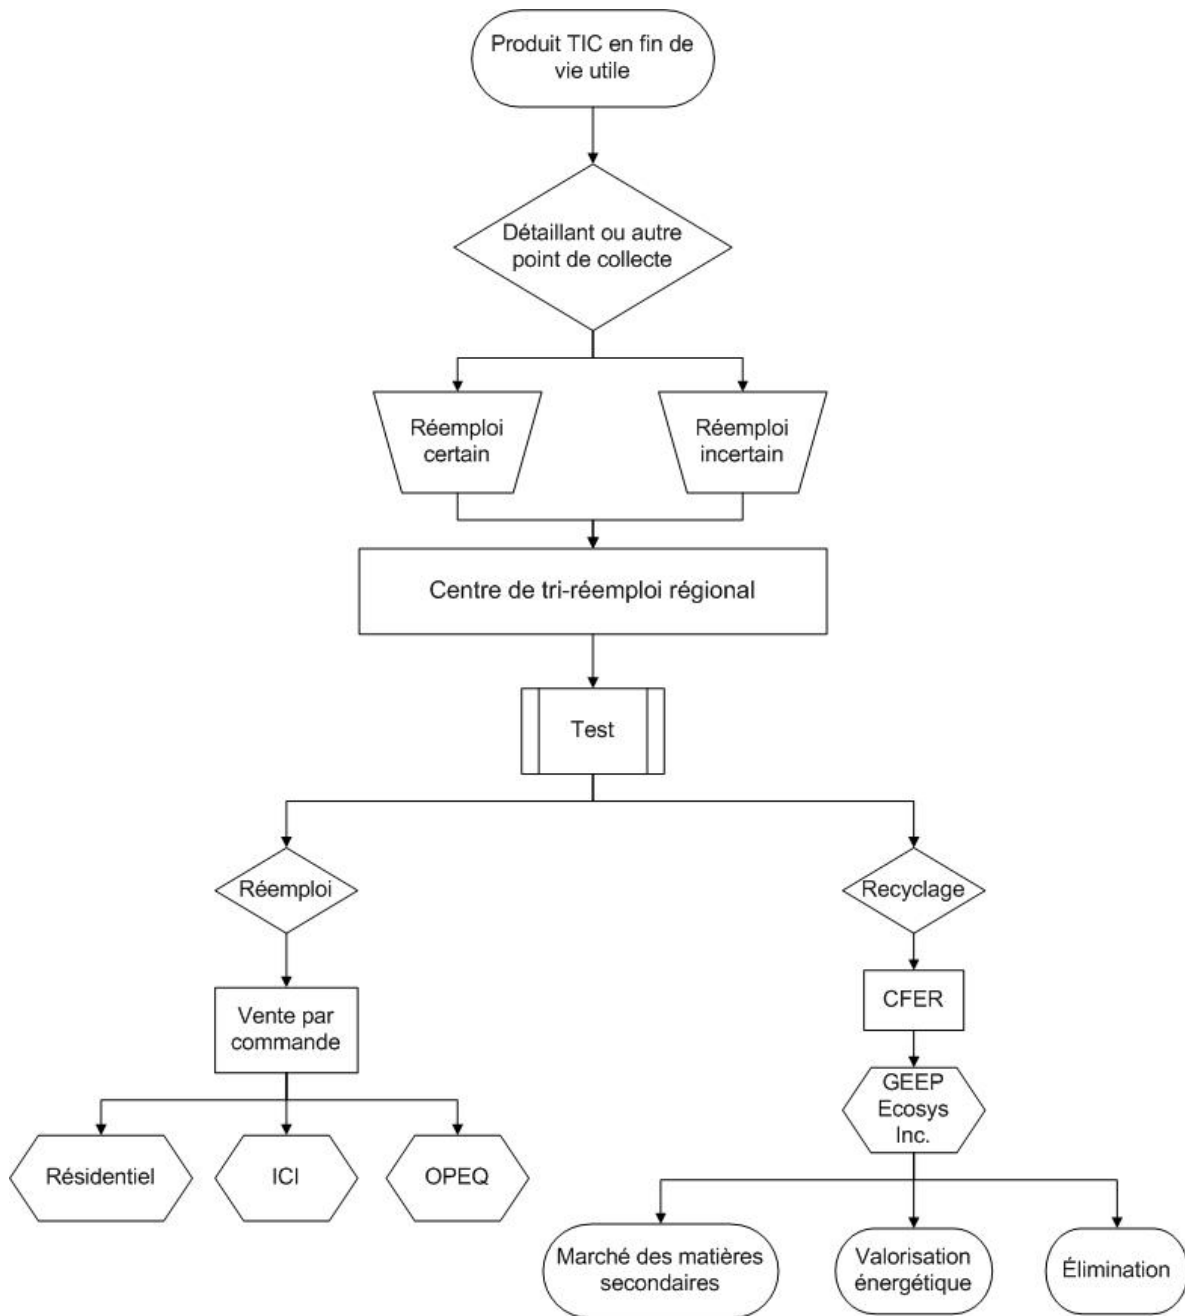 Produit TIC en fin de
vie utile
Détaillant ou autre
point de collecte
Réemploi
certain
Réemploi
incertain
Centre de tri-réemploi régional
Test
Réemploi
Recyclage
Vente par
commande
CFER
GEEP
Ecosys
Inc.
Résidentiel
ICI
OPEQ
Marché des matières
secondaires
Valorisation
énergétique
Élimination